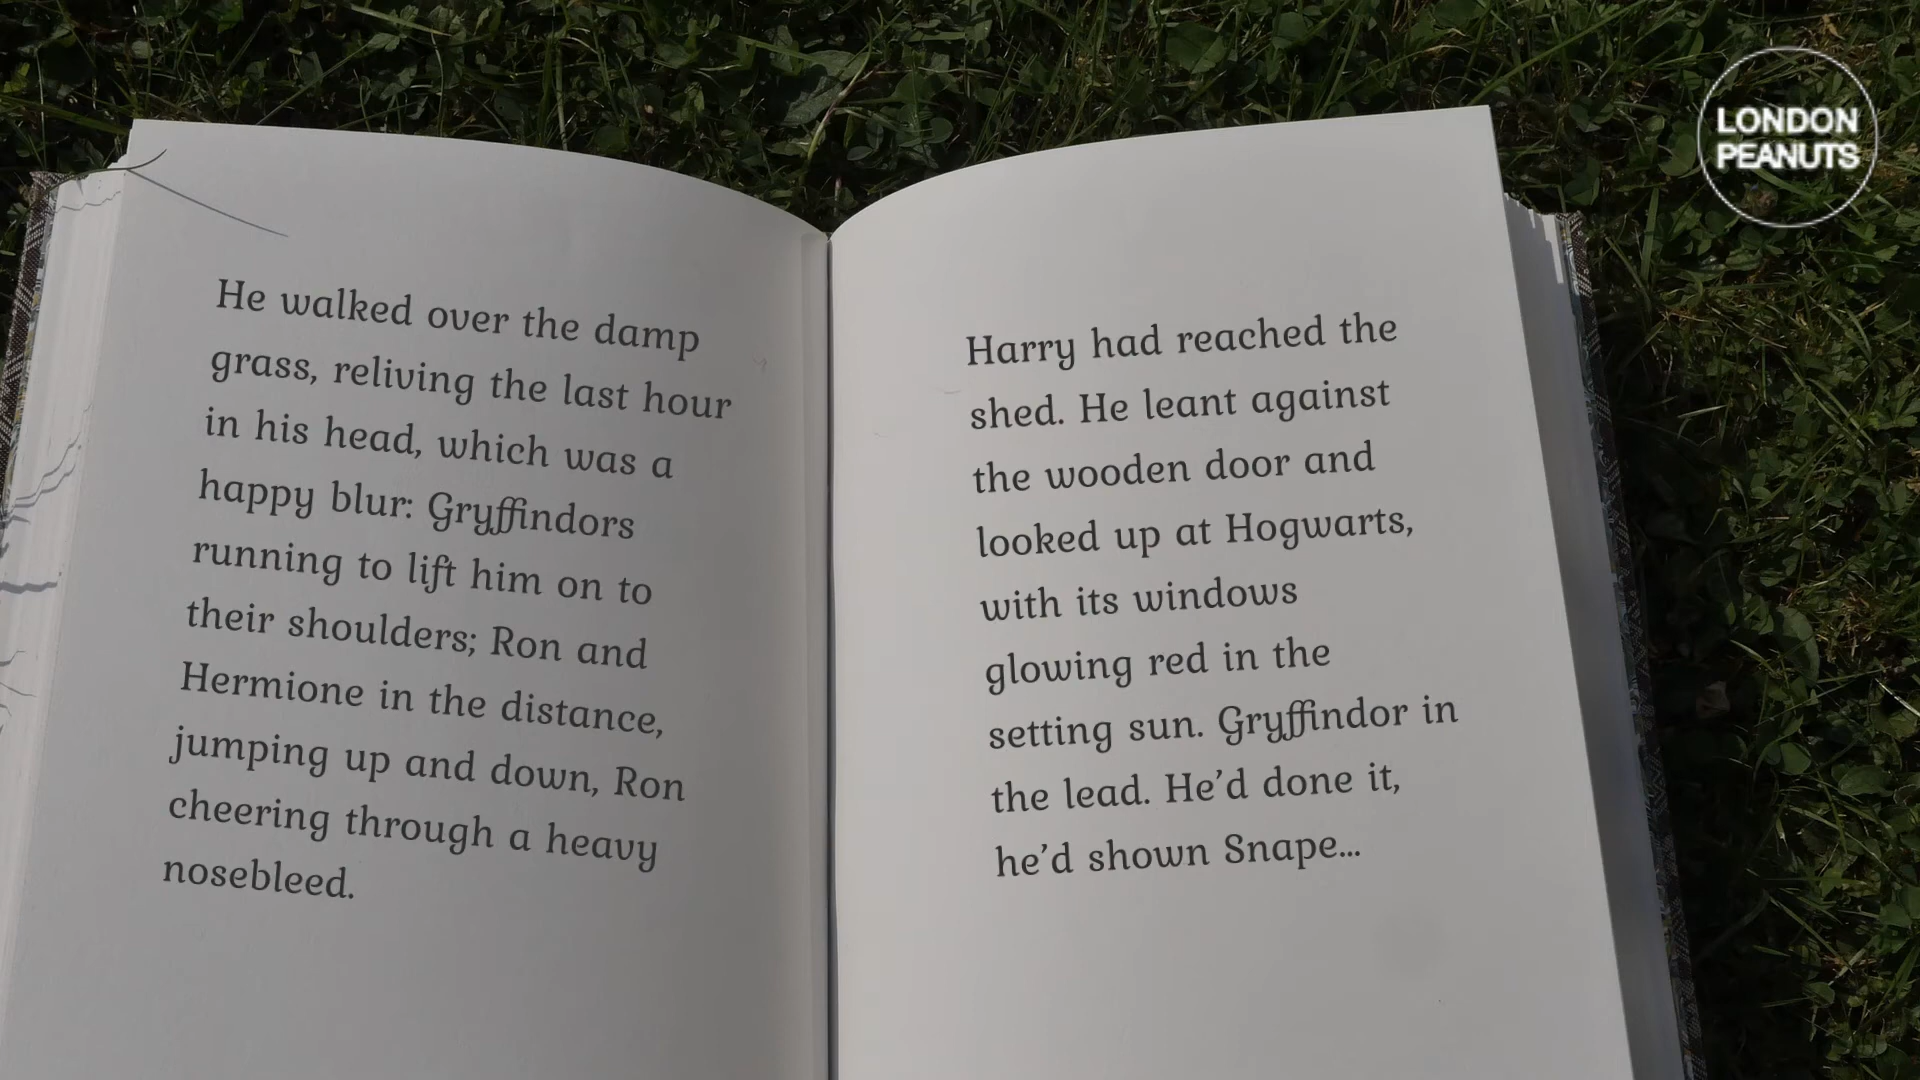 He walked over the damp
grass, reliving the last hour
in his head, which was a
happy blur: Gryffindors
running to lift him on to
their shoulders; Ron and
Hermione in the distance,
jumping up and down, Ron
cheering through a heavy
nosebleed.
Harry had reached the
shed. He leant against
the wooden door and
looked up at Hogwarts,
with its windows
glowing red in the
setting sun. Gryffindor in
the lead. He’d done it,
he’d shown Snape...
LONDON
PEANUTS